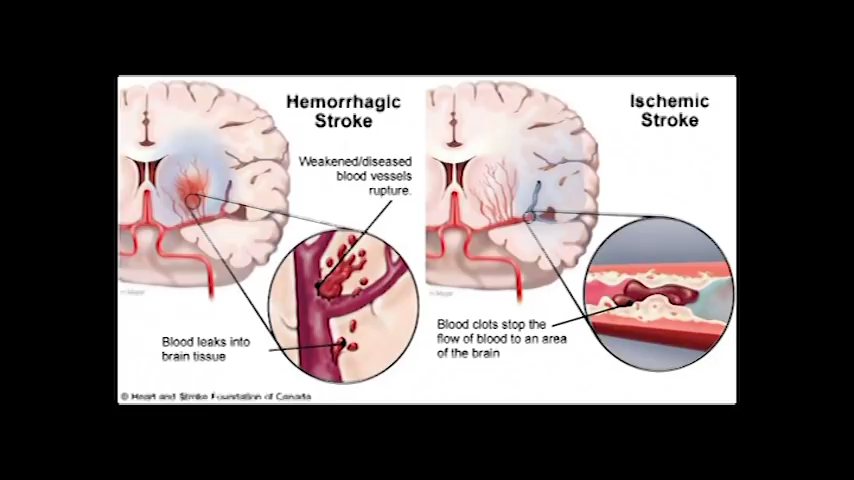 Hemorrhagic
Stroke
Weakened/diseased
blood vessels
rupture.
Blood leaks into
brain tissue
Ischemic
Stroke
Blood clots stop the
flow of blood to an area
of the brain
© Heart and Stroke Foundation of Canada